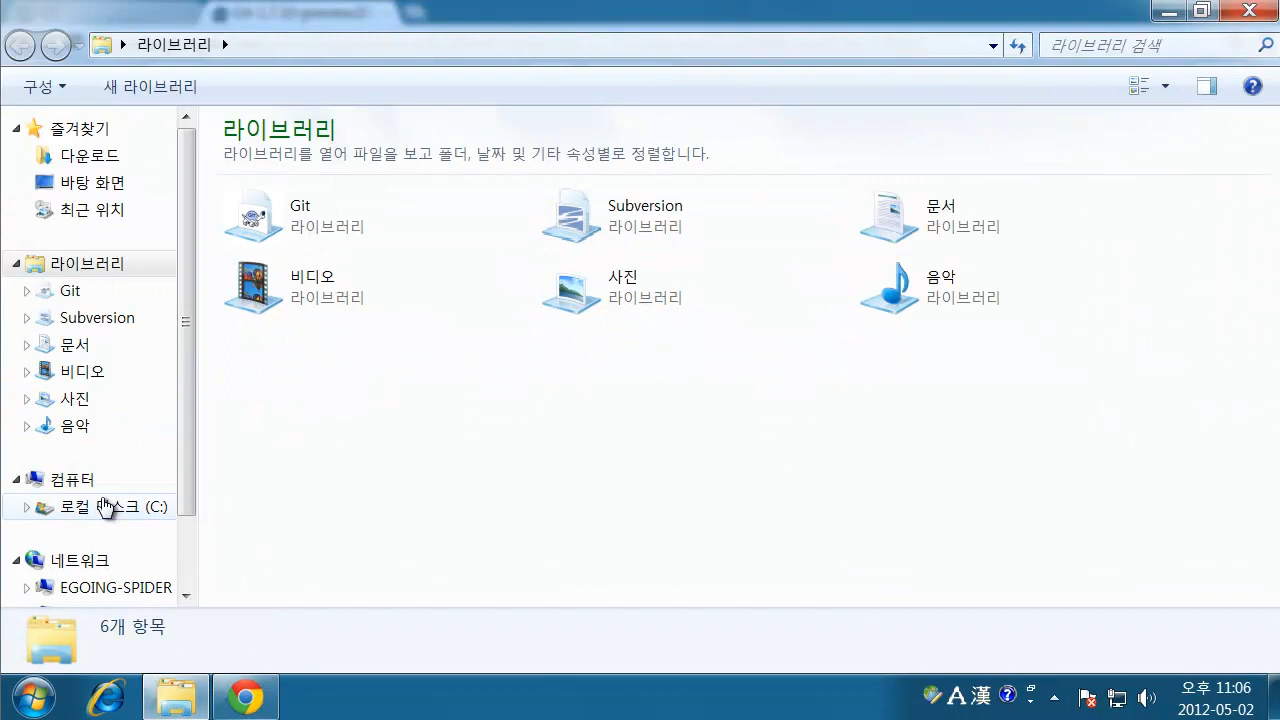 라이브러리
라이브러리 검색
구성
새 라이브러리
즐겨찾기
다운로드
바탕 화면
최근 위치
라이브러리
Git
Subversion
문서
비디오
사진
음악
컴퓨터
로컬 디스크 (C:)
네트워크
EGOING-SPIDER
라이브러리
라이브러리를 열어 파일을 보고 폴더, 날짜 및 기타 속성별로 정렬합니다.
Git
라이브러리
Subversion
라이브러리
문서
라이브러리
비디오
라이브러리
사진
라이브러리
음악
라이브러리
6개 항목
A 漢
오후 11:06
2012-05-02